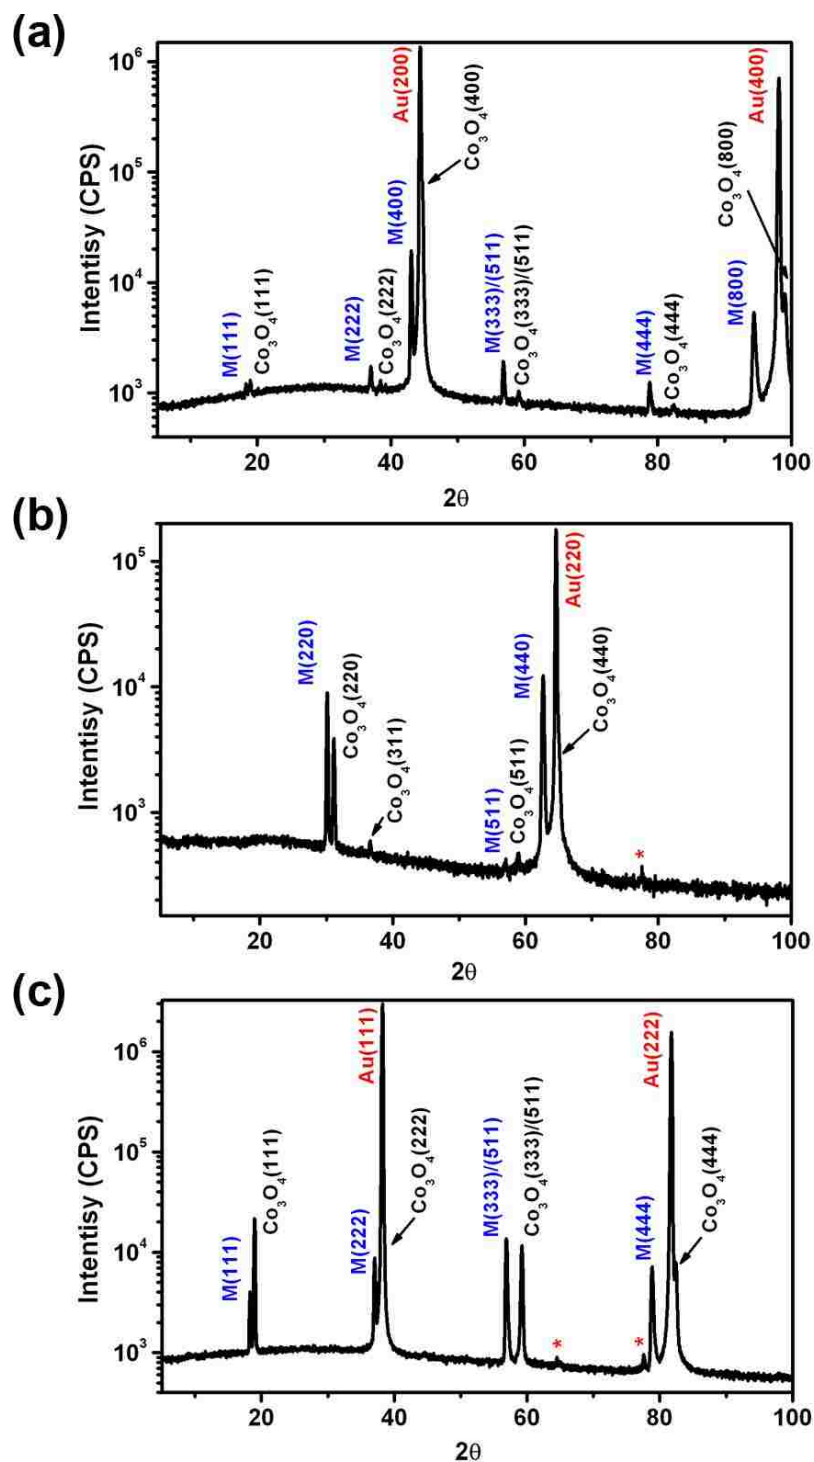 (a)
Intentisy (CPS)
10^6
10^5
10^4
10^3
M(111)
Co3O4(111)
M(222)
Co3O4(222)
M(400)
Au(200)
Co3O4(400)
M(333)/(511)
Co3O4(333)/(511)
M(444)
Co3O4(444)
M(800)
Co3O4(800)
Au(400)
20
40
60
80
100
2θ
(b)
Intentisy (CPS)
10^5
10^4
10^3
M(220)
Co3O4(220)
Co3O4(311)
M(511)
Co3O4(511)
M(440)
Au(220)
Co3O4(440)
*
20
40
60
80
100
2θ
(c)
Intentisy (CPS)
10^6
10^5
10^4
10^3
M(111)
Co3O4(111)
M(222)
Au(111)
Co3O4(222)
M(333)/(511)
Co3O4(333)/(511)
*
*
M(444)
Au(222)
Co3O4(444)
20
40
60
80
100
2θ